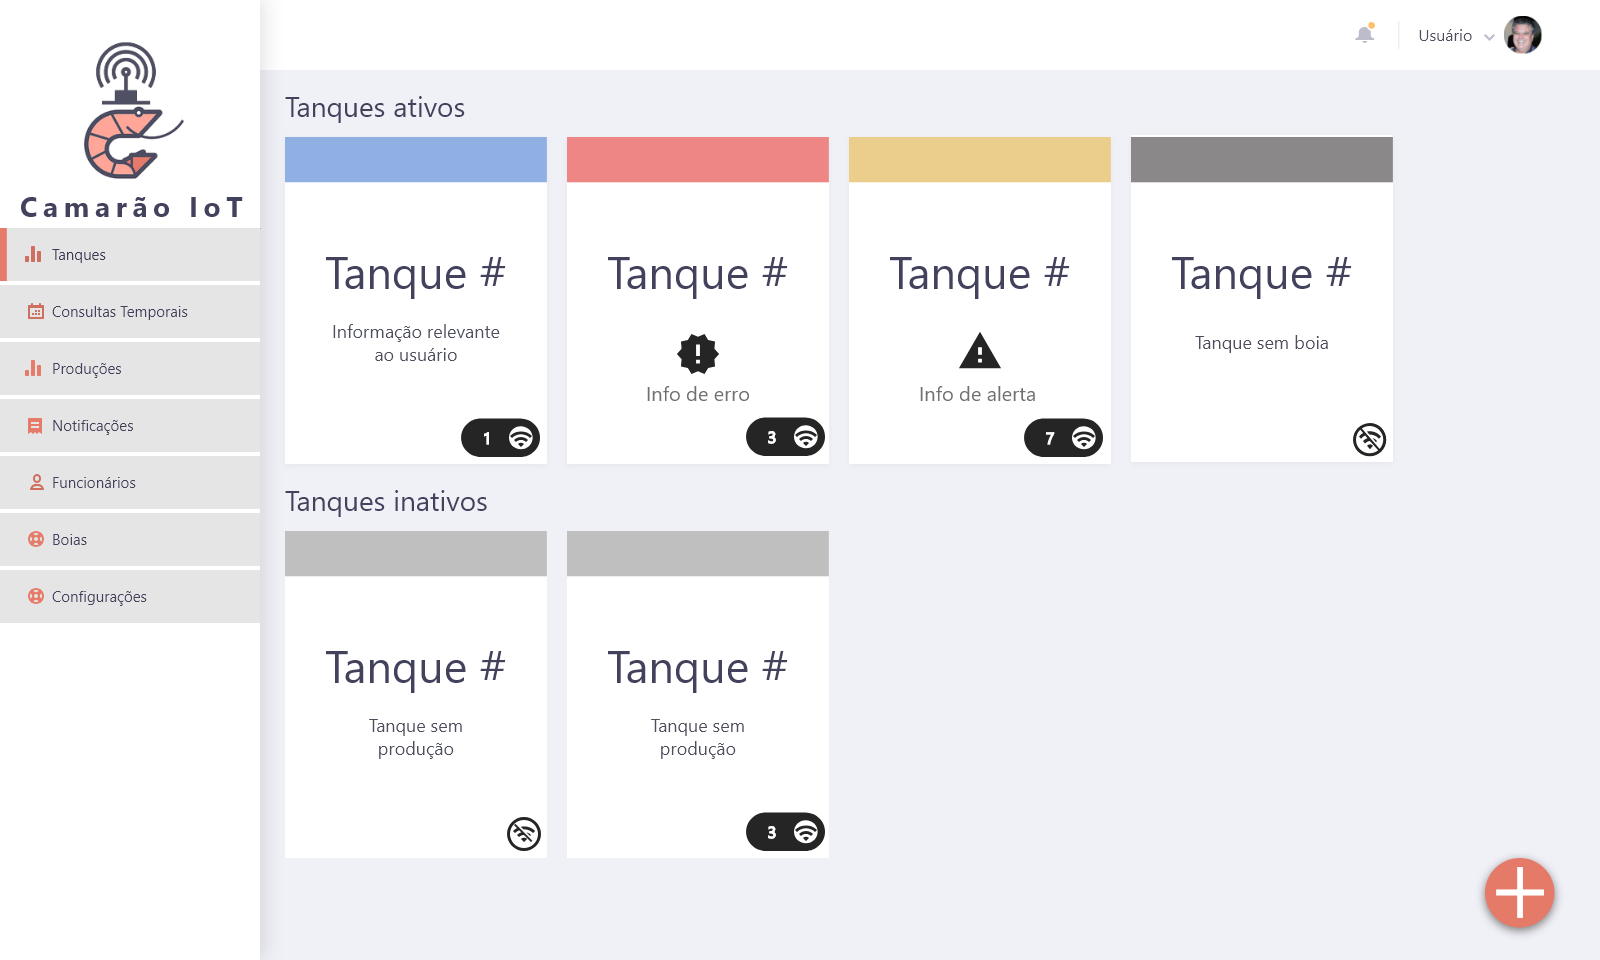 Usuário
Camarão IoT
Tanques
Consultas Temporais
Produções
Notificações
Funcionários
Boias
Configurações
Tanques ativos
Tanque #
Informação relevante
ao usuário
1
Tanque #
Info de erro
3
Tanque #
Info de alerta
7
Tanque #
Tanque sem boia
Tanques inativos
Tanque #
Tanque sem
produção
Tanque #
Tanque sem
produção
3